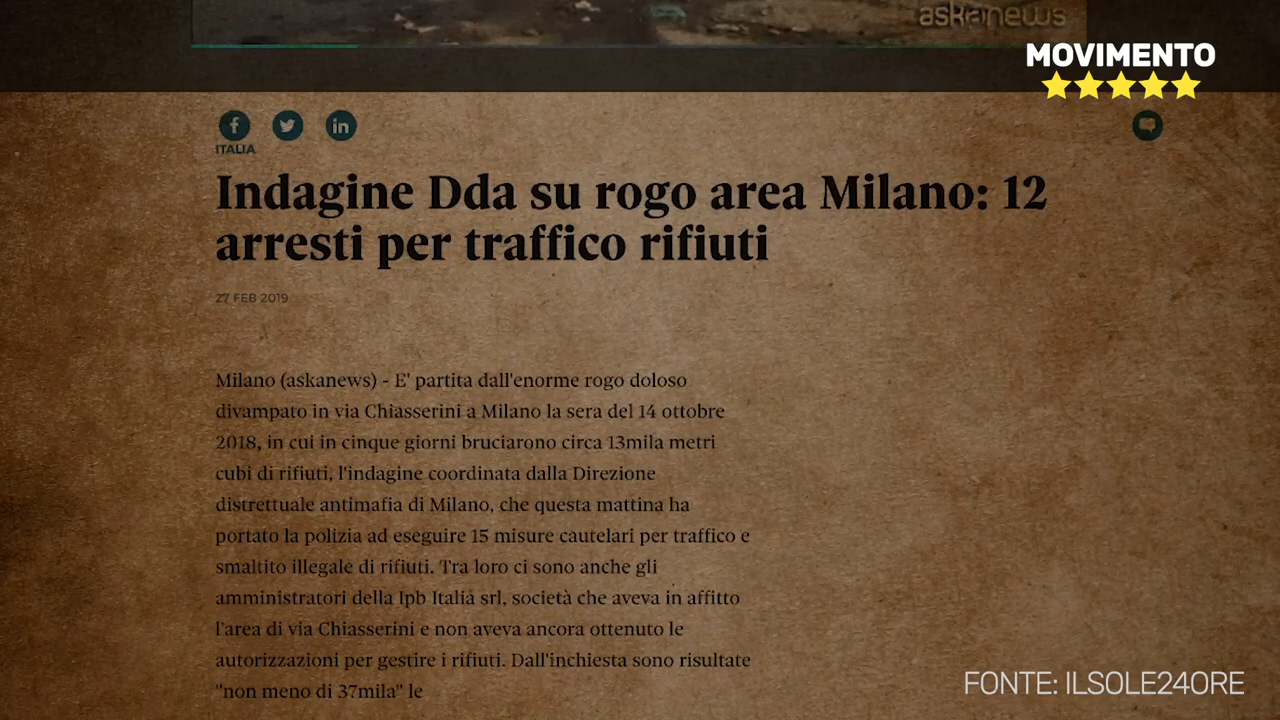 askanews
MOVIMENTO
ITALIA
Indagine Dda su rogo area Milano: 12
arresti per traffico rifiuti
27 FEB 2019
Milano (askanews) - E' partita dall'enorme rogo doloso
divampato in via Chiasserini a Milano la sera del 14 ottobre
2018, in cui in cinque giorni bruciarono circa 13mila metri
cubi di rifiuti, l'indagine coordinata dalla Direzione
distrettuale antimafia di Milano, che questa mattina ha
portato la polizia ad eseguire 15 misure cautelari per traffico e
smaltito illegale di rifiuti. Tra loro ci sono anche gli
amministratori della Ipb Italia srl, società che aveva in affitto
l'area di via Chiasserini e non aveva ancora ottenuto le
autorizzazioni per gestire i rifiuti. Dall'inchiesta sono risultate
"non meno di 37mila" le
FONTE: ILSOLE24ORE